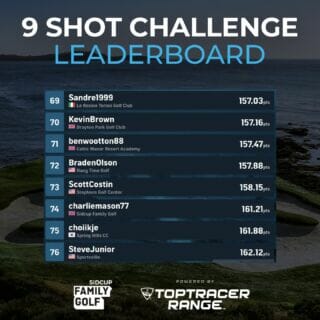 9 SHOT CHALLENGE
LEADERBOARD
69 Sandre1999 157.03pts
La Rosiva Torino Golf Club
70 KevinBrown 157.16pts
Drayton Park Golf Club
71 benwootton88 157.47pts
Celtic Manor Resort Academy
72 BradenOlson 157.88pts
Hang Time Golf
73 ScottCostin 158.15pts
Stephens Golf Center
74 charliemason77 161.21pts
Sidcup Family Golf
75 choiikje 161.88pts
Spring Hills CC
76 SteveJunior 162.12pts
Sportsville
SIDCUP
FAMILY
GOLF
POWERED BY
TOPTRACER
RANGE